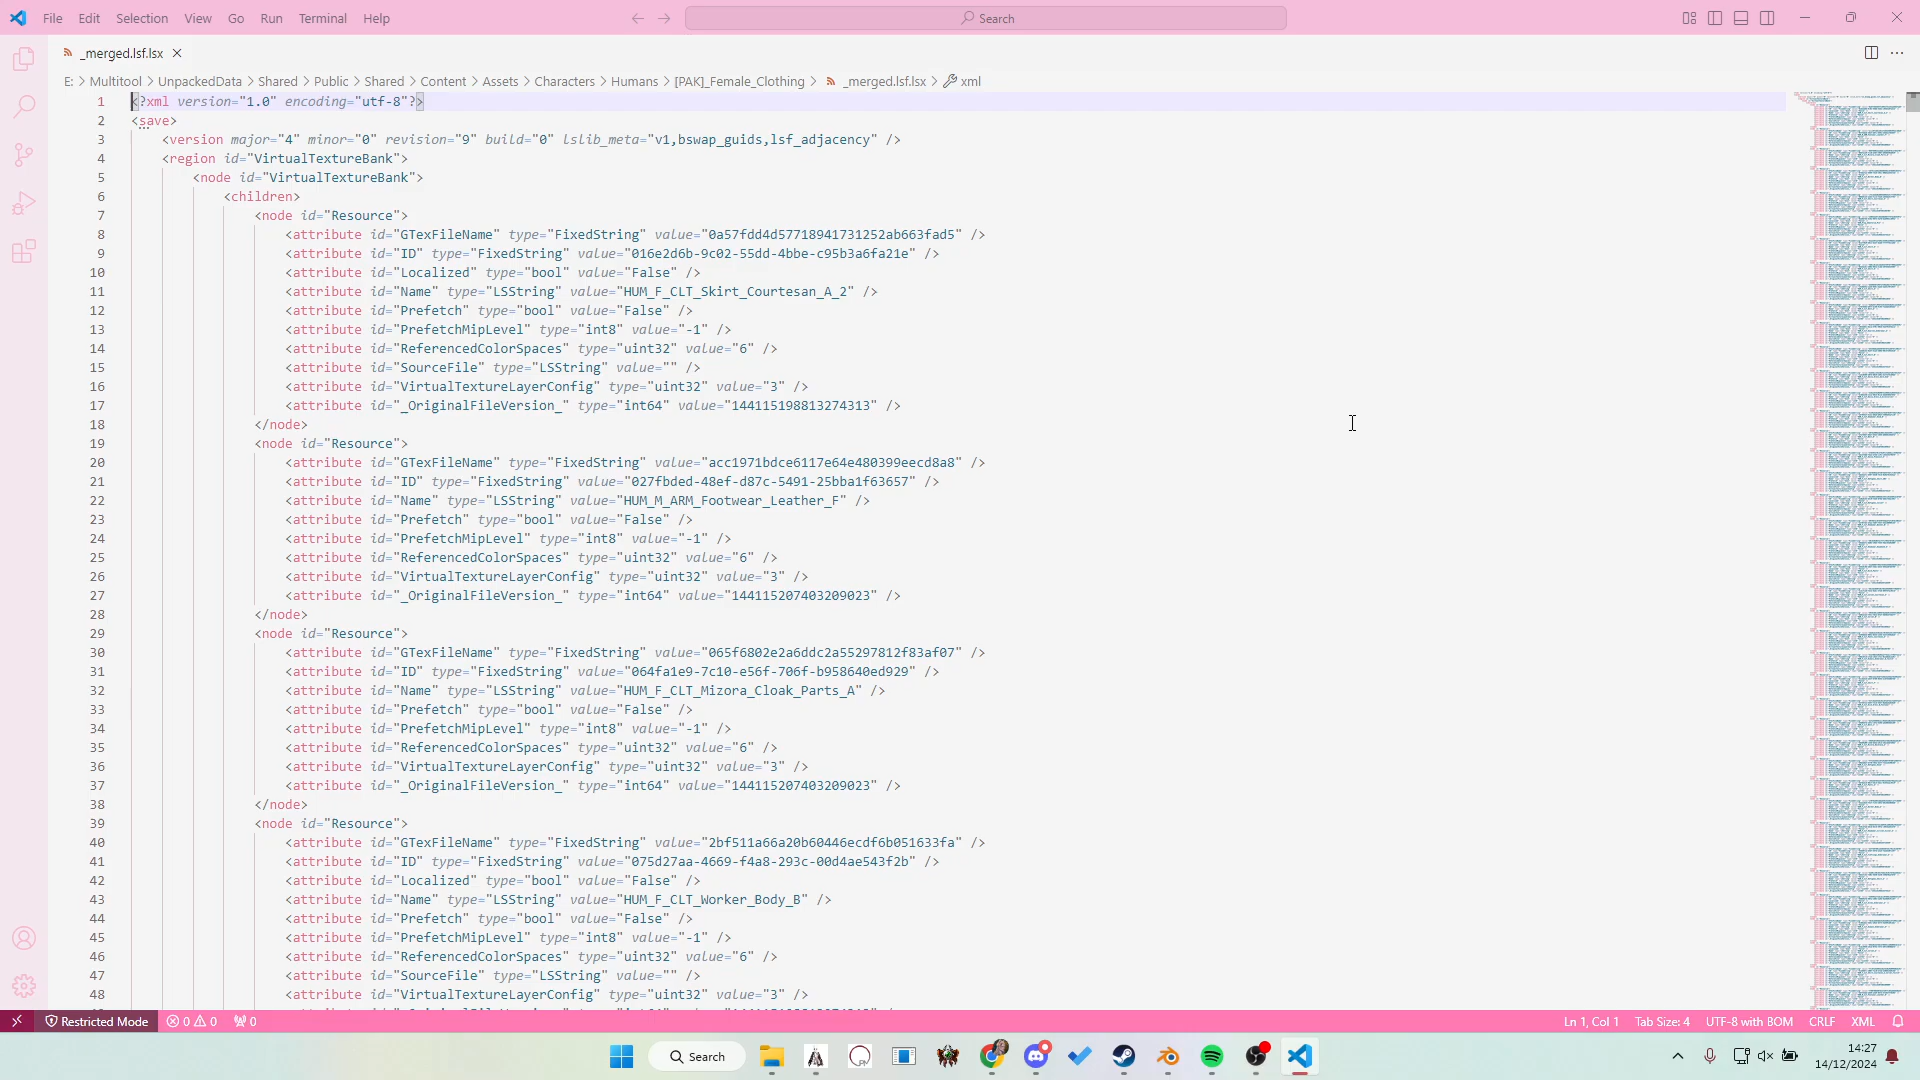 File Edit Selection View Go Run Terminal Help
Search
_merged.lsf.lsx
E: > Multitool > UnpackedData > Shared > Public > Shared > Content > Assets > Characters > Humans > [PAK]_Female_Clothing > _merged.lsf.lsx > xml
1 <?xml version="1.0" encoding="utf-8"?>
2 <save>
3 <version major="4" minor="0" revision="9" build="0" lslib_meta="v1,bswap_guids,lsf_adjacency" />
4 <region id="VirtualTextureBank">
5 <node id="VirtualTextureBank">
6 <children>
7 <node id="Resource">
8 <attribute id="GTexFileName" type="FixedString" value="0a57fdd4d57718941731252ab663fad5" />
9 <attribute id="ID" type="FixedString" value="016e2d6b-9c02-55dd-4bbe-c95b3a6fa21e" />
10 <attribute id="Localized" type="bool" value="False" />
11 <attribute id="Name" type="LSString" value="HUM_F_CLT_Skirt_Courtesan_A_2" />
12 <attribute id="Prefetch" type="bool" value="False" />
13 <attribute id="PrefetchMipLevel" type="int8" value="-1" />
14 <attribute id="ReferencedColorSpaces" type="uint32" value="6" />
15 <attribute id="SourceFile" type="LSString" value="" />
16 <attribute id="VirtualTextureLayerConfig" type="uint32" value="3" />
17 <attribute id="_OriginalFileVersion_" type="int64" value="144115198813274313" />
18 </node>
19 <node id="Resource">
20 <attribute id="GTexFileName" type="FixedString" value="acc1971bdce6117e64e480399eecd8a8" />
21 <attribute id="ID" type="FixedString" value="027fbded-48ef-d87c-5491-25bba1f63657" />
22 <attribute id="Name" type="LSString" value="HUM_M_ARM_Footwear_Leather_F" />
23 <attribute id="Prefetch" type="bool" value="False" />
24 <attribute id="PrefetchMipLevel" type="int8" value="-1" />
25 <attribute id="ReferencedColorSpaces" type="uint32" value="6" />
26 <attribute id="VirtualTextureLayerConfig" type="uint32" value="3" />
27 <attribute id="_OriginalFileVersion_" type="int64" value="144115207403209023" />
28 </node>
29 <node id="Resource">
30 <attribute id="GTexFileName" type="FixedString" value="065f6802e2a6ddc2a55297812f83af07" />
31 <attribute id="ID" type="FixedString" value="064fa1e9-7c10-e56f-706f-b958640ed929" />
32 <attribute id="Name" type="LSString" value="HUM_F_CLT_Mizora_Cloak_Parts_A" />
33 <attribute id="Prefetch" type="bool" value="False" />
34 <attribute id="PrefetchMipLevel" type="int8" value="-1" />
35 <attribute id="ReferencedColorSpaces" type="uint32" value="6" />
36 <attribute id="VirtualTextureLayerConfig" type="uint32" value="3" />
37 <attribute id="_OriginalFileVersion_" type="int64" value="144115207403209023" />
38 </node>
39 <node id="Resource">
40 <attribute id="GTexFileName" type="FixedString" value="2bf511a66a20b60446ecdf6b051633fa" />
41 <attribute id="ID" type="FixedString" value="075d27aa-4669-f4a8-293c-00d4ae543f2b" />
42 <attribute id="Localized" type="bool" value="False" />
43 <attribute id="Name" type="LSString" value="HUM_F_CLT_Worker_Body_B" />
44 <attribute id="Prefetch" type="bool" value="False" />
45 <attribute id="PrefetchMipLevel" type="int8" value="-1" />
46 <attribute id="ReferencedColorSpaces" type="uint32" value="6" />
47 <attribute id="SourceFile" type="LSString" value="" />
48 <attribute id="VirtualTextureLayerConfig" type="uint32" value="3" />
Restricted Mode 0 0 0 Ln 1, Col 1 Tab Size: 4 UTF-8 with BOM CRLF XML
Search
14:27
14/12/2024